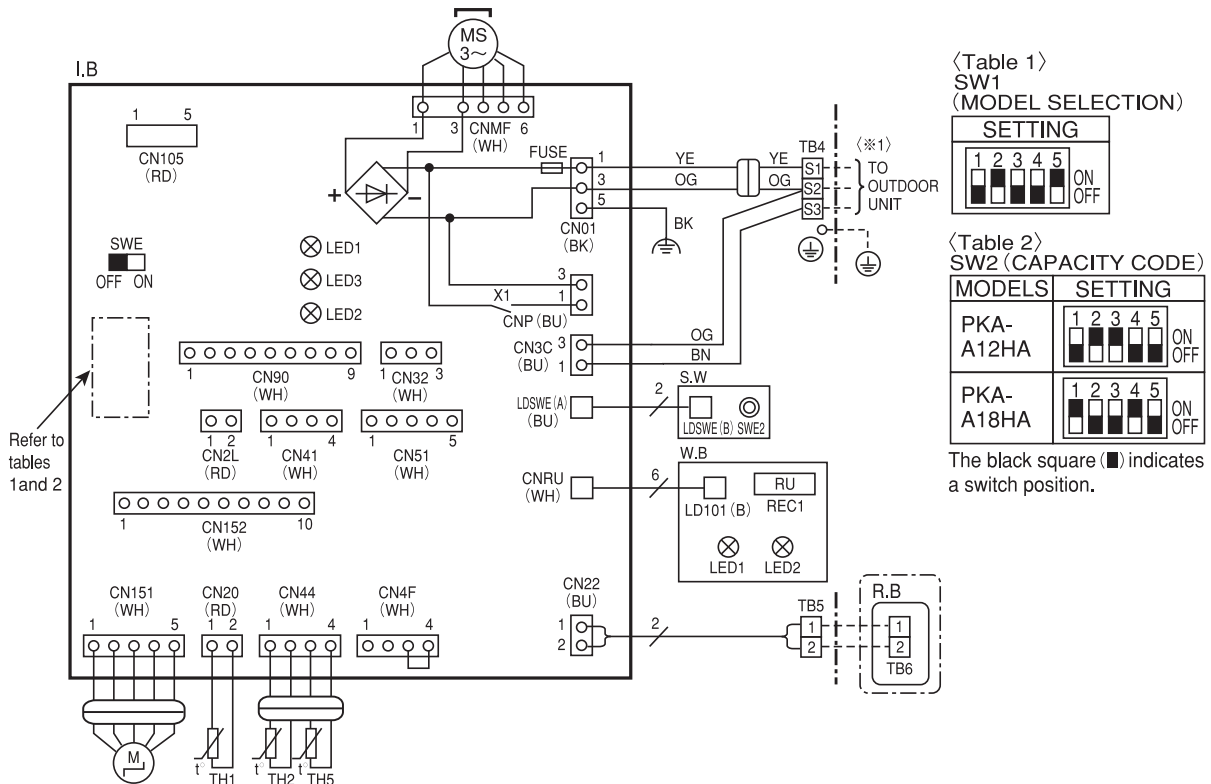 MS
3～
I.B
1 5
CN105
(RD)
1 3 CNMF 6
(WH)
FUSE
+ −
1
3
5
CN01
(BK)
YE
OG
BK
YE
OG
TB4
S1
S2
S3
〈※1〉
TO
OUTDOOR
UNIT
SWE
OFF ON
LED1
LED3
LED2
X1
3
1
CNP (BU)
CN3C
(BU)
3
1
OG
BN
1 9
CN90
(WH)
1 3
CN32
(WH)
1 2
CN2L
(RD)
1 4
CN41
(WH)
1 5
CN51
(WH)
Refer to
tables
1and 2
1 10
CN152
(WH)
LDSWE (A)
(BU)
2
S.W
LDSWE (B) SWE2
CNRU
(WH)
6
W.B
LD101 (B)
RU
REC1
LED1 LED2
CN151
(WH)
1 5
CN20
(RD)
1 2
CN44
(WH)
1 4
CN4F
(WH)
1 4
CN22
(BU)
1
2
2
TB5
1
2
R.B
1
2
TB6
M
t° TH1
t° TH2
t° TH5
〈Table 1〉
SW1
(MODEL SELECTION)
SETTING
1 2 3 4 5
ON
OFF
〈Table 2〉
SW2 (CAPACITY CODE)
MODELS SETTING
PKA-
A12HA
1 2 3 4 5
ON
OFF
PKA-
A18HA
1 2 3 4 5
ON
OFF
The black square (■) indicates
a switch position.